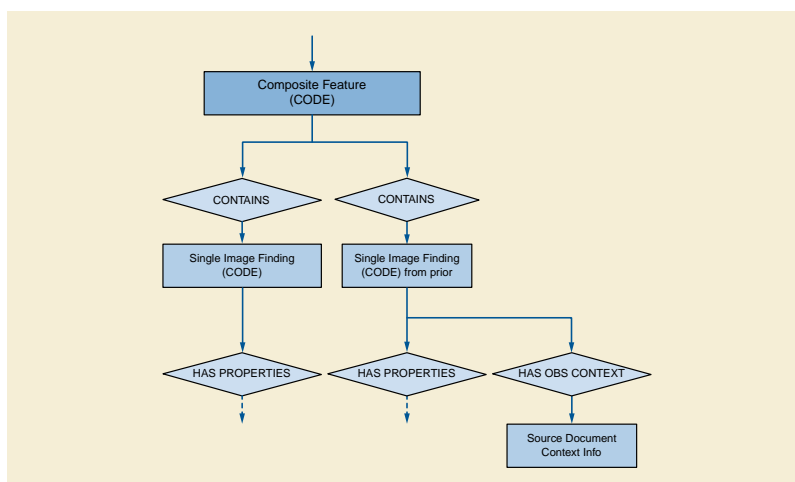 Composite Feature
(CODE)
CONTAINS
CONTAINS
Single Image Finding
(CODE)
Single Image Finding
(CODE) from prior
HAS PROPERTIES
HAS PROPERTIES
HAS OBS CONTEXT
Source Document
Context Info